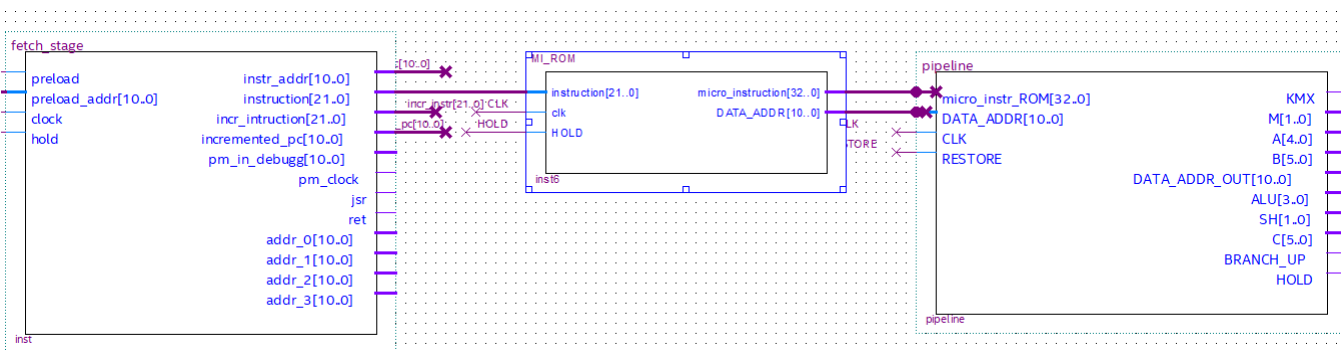 fetch_stage
preload
preload_addr[10..0]
clock
hold
instr_addr[10..0]
instruction[21..0]
incr_intruction[21..0]
incremented_pc[10..0]
pm_in_debugg[10..0]
pm_clock
jsr
ret
addr_0[10..0]
addr_1[10..0]
addr_2[10..0]
addr_3[10..0]
inst
[10..0]
incr_instr[21..0]
_pc[10..0]
CLK
HOLD
MI_ROM
instruction[21..0]
clk
HOLD
micro_instruction[32..0]
DATA_ADDR[10..0]
inst6
LK
TORE
pipeline
micro_instr_ROM[32..0]
DATA_ADDR[10..0]
CLK
RESTORE
KMX
M[1..0]
A[4..0]
B[5..0]
DATA_ADDR_OUT[10..0]
ALU[3..0]
SH[1..0]
C[5..0]
BRANCH_UP
HOLD
pipeline